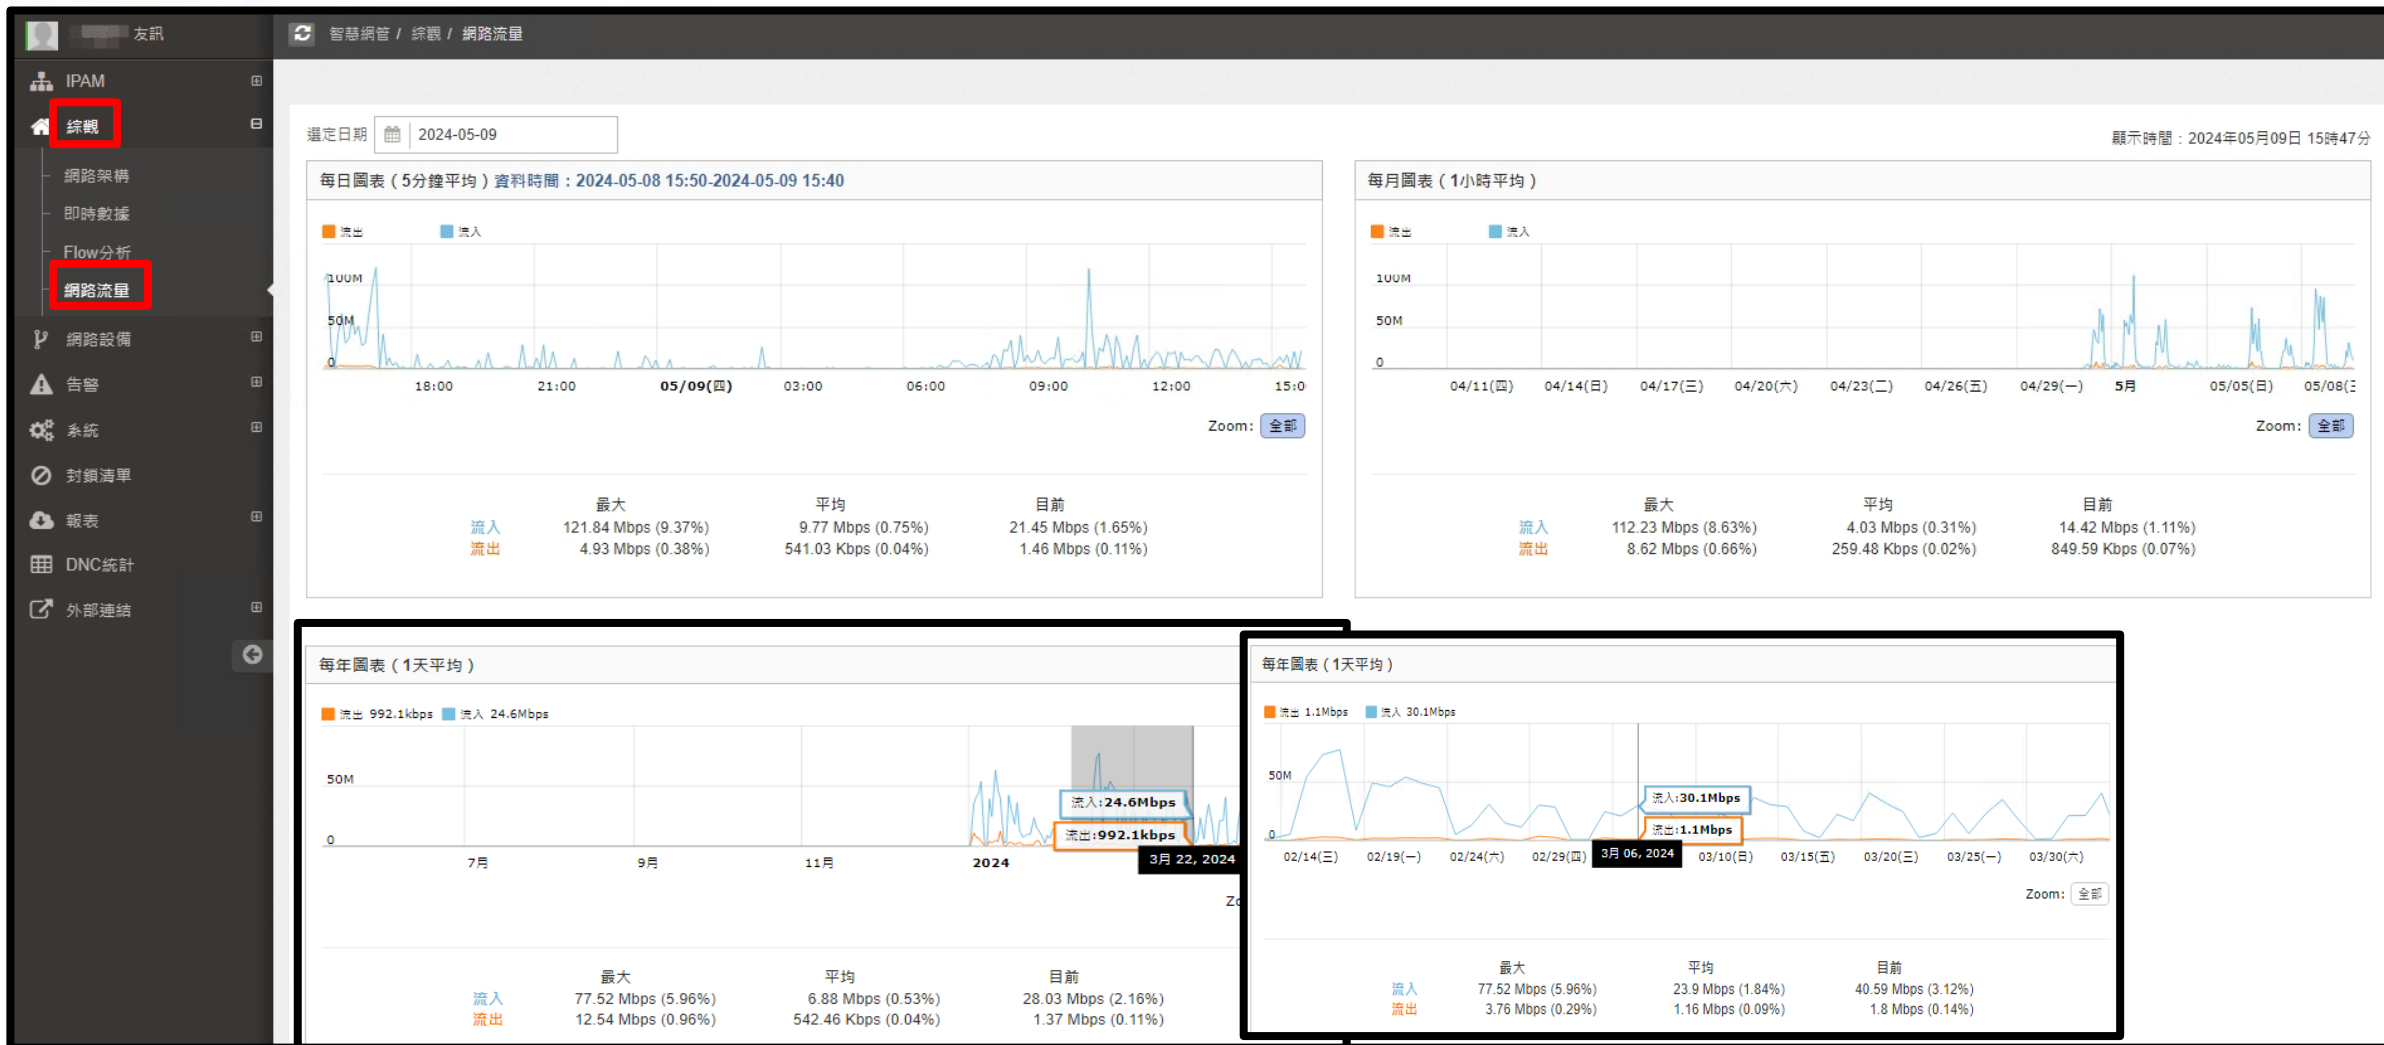 友訊
智慧網管 / 綜觀 / 網路流量
IPAM
綜觀
網路架構
即時數據
Flow分析
網路流量
網路設備
告警
系統
封鎖清單
報表
DNC統計
外部連結
選定日期 2024-05-09
顯示時間：2024年05月09日 15時47分
每日圖表（5分鐘平均）資料時間：2024-05-08 15:50-2024-05-09 15:40
流出 流入
100M
50M
0
18:00 21:00 05/09(四) 03:00 06:00 09:00 12:00 15:0
Zoom: 全部
最大 平均 目前
流入 121.84 Mbps (9.37%) 9.77 Mbps (0.75%) 21.45 Mbps (1.65%)
流出 4.93 Mbps (0.38%) 541.03 Kbps (0.04%) 1.46 Mbps (0.11%)
每月圖表（1小時平均）
流出 流入
100M
50M
0
04/11(四) 04/14(日) 04/17(三) 04/20(六) 04/23(二) 04/26(五) 04/29(一) 5月 05/05(日) 05/08(
Zoom: 全部
最大 平均 目前
流入 112.23 Mbps (8.63%) 4.03 Mbps (0.31%) 14.42 Mbps (1.11%)
流出 8.62 Mbps (0.66%) 259.48 Kbps (0.02%) 849.59 Kbps (0.07%)
每年圖表（1天平均）
流出 992.1kbps 流入 24.6Mbps
50M
0
流入:24.6Mbps
流出:992.1kbps
3月 22, 2024
7月 9月 11月 2024
Zo
最大 平均 目前
流入 77.52 Mbps (5.96%) 6.88 Mbps (0.53%) 28.03 Mbps (2.16%)
流出 12.54 Mbps (0.96%) 542.46 Kbps (0.04%) 1.37 Mbps (0.11%)
每年圖表（1天平均）
流出 1.1Mbps 流入 30.1Mbps
50M
0
流入:30.1Mbps
流出:1.1Mbps
02/14(三) 02/19(一) 02/24(六) 02/29(四) 3月 06, 2024 03/10(日) 03/15(五) 03/20(三) 03/25(一) 03/30(六)
Zoom: 全部
最大 平均 目前
流入 77.52 Mbps (5.96%) 23.9 Mbps (1.84%) 40.59 Mbps (3.12%)
流出 3.76 Mbps (0.29%) 1.16 Mbps (0.09%) 1.8 Mbps (0.14%)